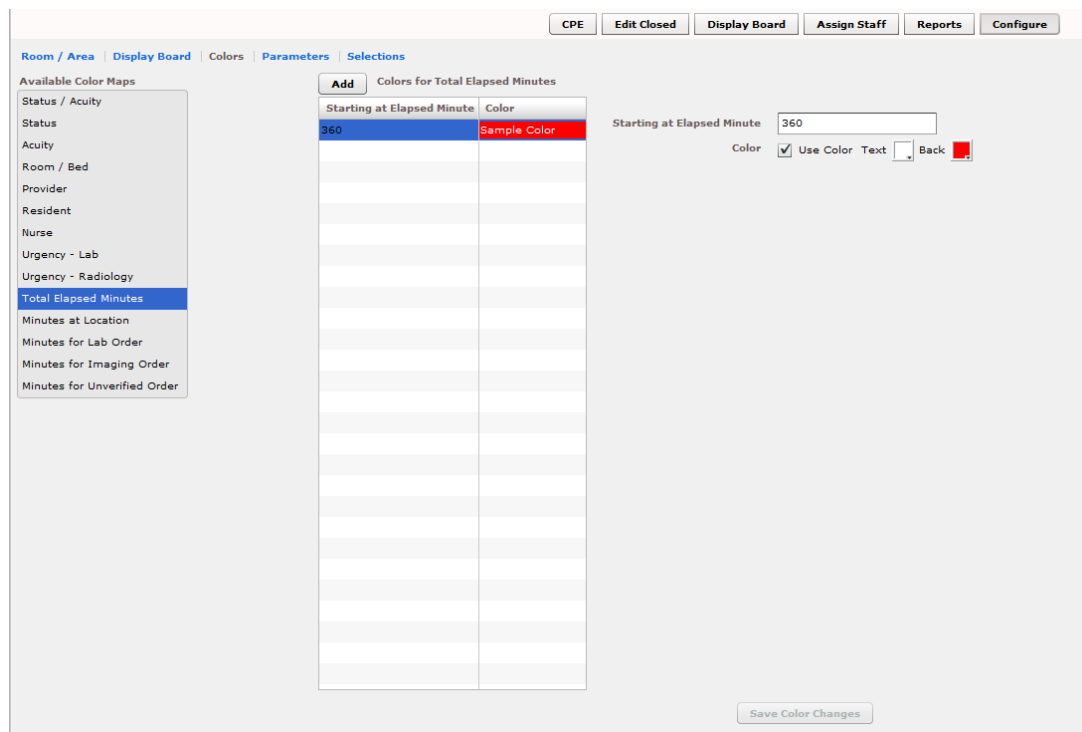 CPE Edit Closed Display Board Assign Staff Reports Configure
Room / Area Display Board Colors Parameters Selections
Available Color Maps
Status / Acuity
Status
Acuity
Room / Bed
Provider
Resident
Nurse
Urgency - Lab
Urgency - Radiology
Total Elapsed Minutes
Minutes at Location
Minutes for Lab Order
Minutes for Imaging Order
Minutes for Unverified Order
Add Colors for Total Elapsed Minutes
Starting at Elapsed Minute Color
360 Sample Color
Starting at Elapsed Minute 360
Color Use Color Text Back
Save Color Changes